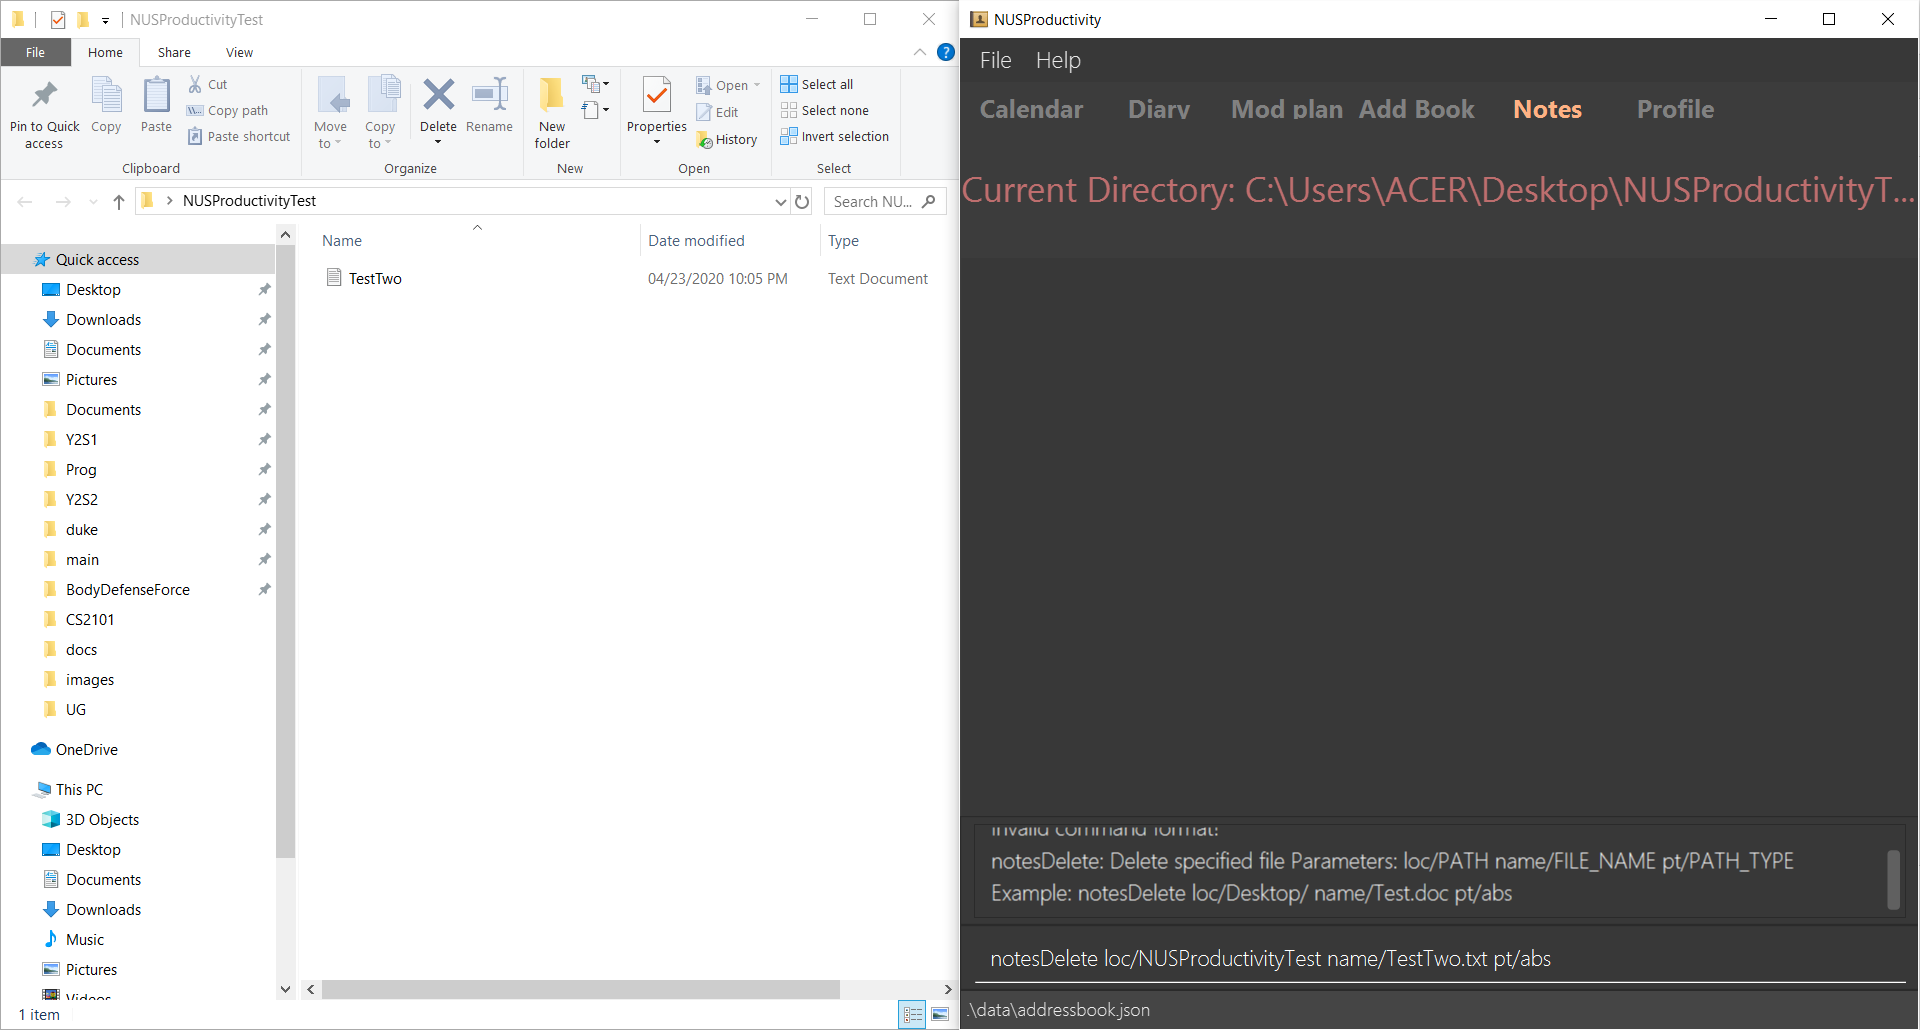 NUSProductivityTest
File Home Share View
Pin to Quick access
Copy
Paste
Cut
Copy path
Paste shortcut
Clipboard
Move to
Copy to
Delete
Rename
Organize
New folder
New
Properties
Open
Edit
History
Open
Select all
Select none
Invert selection
Select
NUSProductivityTest
Search NU...
Name Date modified Type
TestTwo 04/23/2020 10:05 PM Text Document
Quick access
Desktop
Downloads
Documents
Pictures
Documents
Y2S1
Prog
Y2S2
duke
main
BodyDefenseForce
CS2101
docs
images
UG
OneDrive
This PC
3D Objects
Desktop
Documents
Downloads
Music
Pictures
Videos
1 item
NUSProductivity
File Help
Calendar Diary Mod plan Add Book Notes Profile
Current Directory: C:\Users\ACER\Desktop\NUSProductivityT...
Invalid command format!
notesDelete: Delete specified file Parameters: loc/PATH name/FILE_NAME pt/PATH_TYPE
Example: notesDelete loc/Desktop/ name/Test.doc pt/abs
notesDelete loc/NUSProductivityTest name/TestTwo.txt pt/abs
.\data\addressbook.json